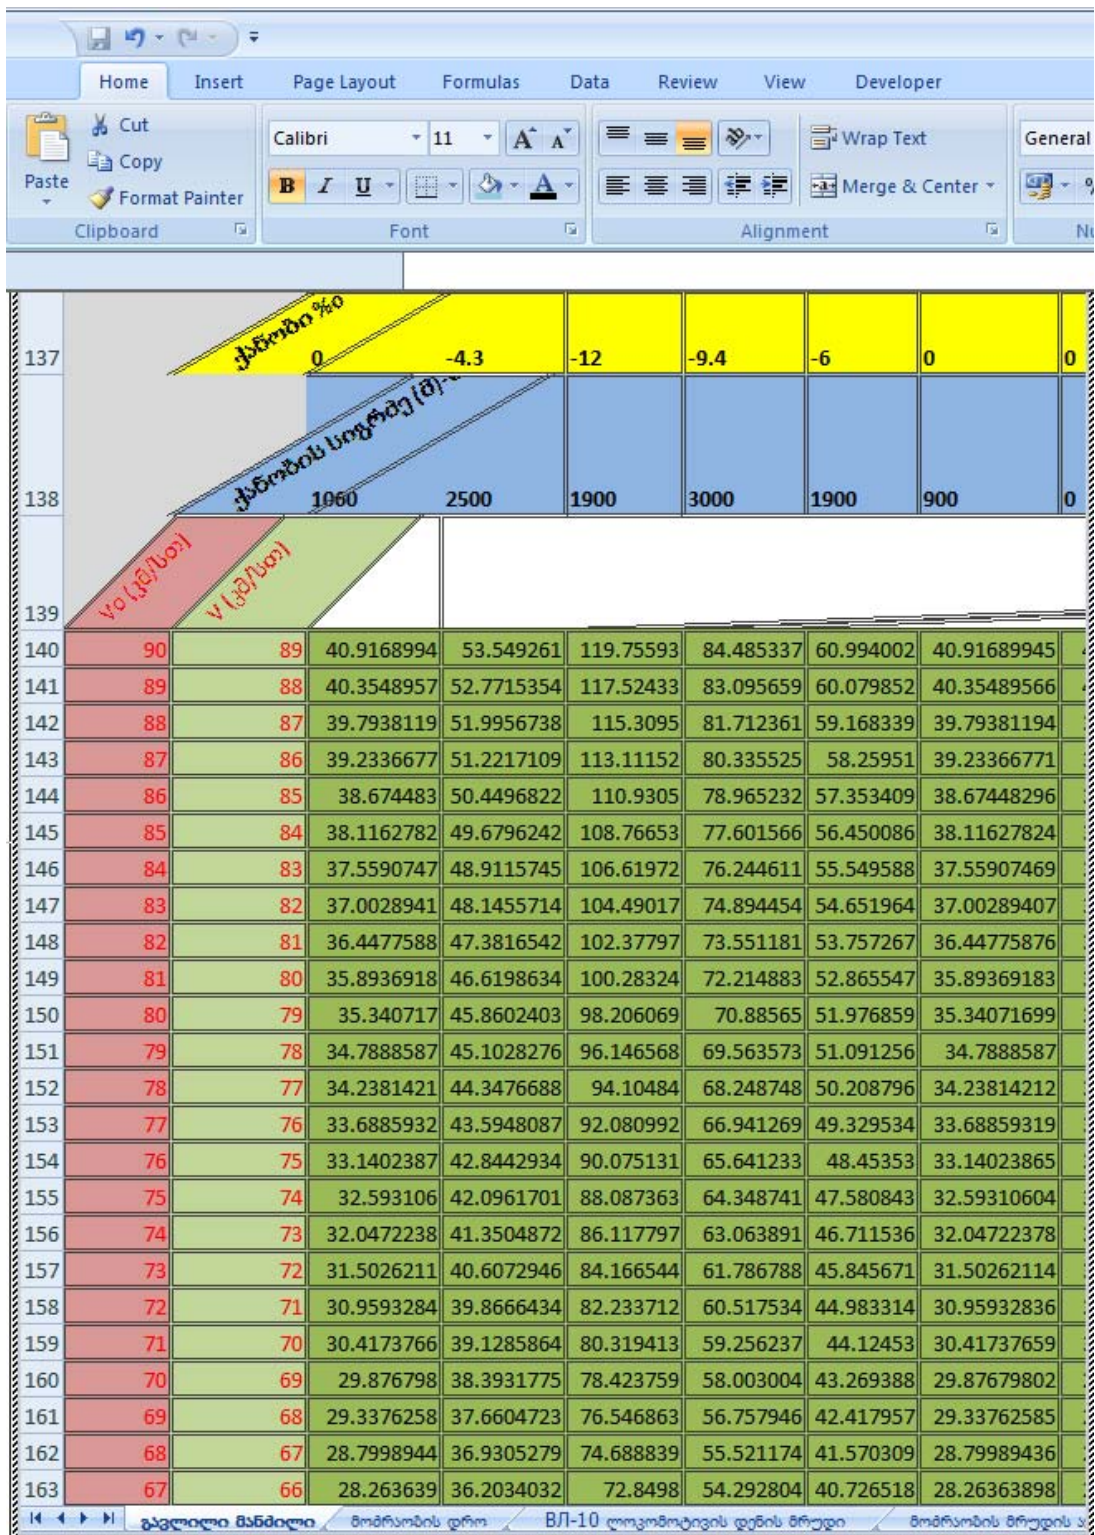 Home Insert Page Layout Formulas Data Review View Developer
Cut
Copy
Paste
Format Painter
Calibri 11 A A
Wrap Text General
B I U A
Merge & Center
Clipboard Font Alignment
137 ქანობი %o 0 -4.3 -12 -9.4 -6 0 0
138 ქანობის სიგრძე (მ) 1060 2500 1900 3000 1900 900 0
139 Vo (კმ/სთ) V (კმ/სთ)
140 90 89 40.9168994 53.549261 119.75593 84.485337 60.994002 40.91689945
141 89 88 40.3548957 52.7715354 117.52433 83.095659 60.079852 40.35489566
142 88 87 39.7938119 51.9956738 115.3095 81.712361 59.168339 39.79381194
143 87 86 39.2336677 51.2217109 113.11152 80.335525 58.25951 39.23366771
144 86 85 38.674483 50.4496822 110.9305 78.965232 57.353409 38.67448296
145 85 84 38.1162782 49.6796242 108.76653 77.601566 56.450086 38.11627824
146 84 83 37.5590747 48.9115745 106.61972 76.244611 55.549588 37.55907469
147 83 82 37.0028941 48.1455714 104.49017 74.894454 54.651964 37.00289407
148 82 81 36.4477588 47.3816542 102.37797 73.551181 53.757267 36.44775876
149 81 80 35.8936918 46.6198634 100.28324 72.214883 52.865547 35.89369183
150 80 79 35.340717 45.8602403 98.206069 70.88565 51.976859 35.34071699
151 79 78 34.7888587 45.1028276 96.146568 69.563573 51.091256 34.7888587
152 78 77 34.2381421 44.3476688 94.10484 68.248748 50.208796 34.23814212
153 77 76 33.6885932 43.5948087 92.080992 66.941269 49.329534 33.68859319
154 76 75 33.1402387 42.8442934 90.075131 65.641233 48.45353 33.14023865
155 75 74 32.593106 42.0961701 88.087363 64.348741 47.580843 32.59310604
156 74 73 32.0472238 41.3504872 86.117797 63.063891 46.711536 32.04722378
157 73 72 31.5026211 40.6072946 84.166544 61.786788 45.845671 31.50262114
158 72 71 30.9593284 39.8666434 82.233712 60.517534 44.983314 30.95932836
159 71 70 30.4173766 39.1285864 80.319413 59.256237 44.12453 30.41737659
160 70 69 29.876798 38.3931775 78.423759 58.003004 43.269388 29.87679802
161 69 68 29.3376258 37.6604723 76.546863 56.757946 42.417957 29.33762585
162 68 67 28.7998944 36.9305279 74.688839 55.521174 41.570309 28.79989436
163 67 66 28.263639 36.2034032 72.8498 54.292804 40.726518 28.26363898
გავლილი მანძილი მოძრაობის დრო ВЛ-10 ლოკომოტივის დენის მრუდი მოძრაობის მრუდის